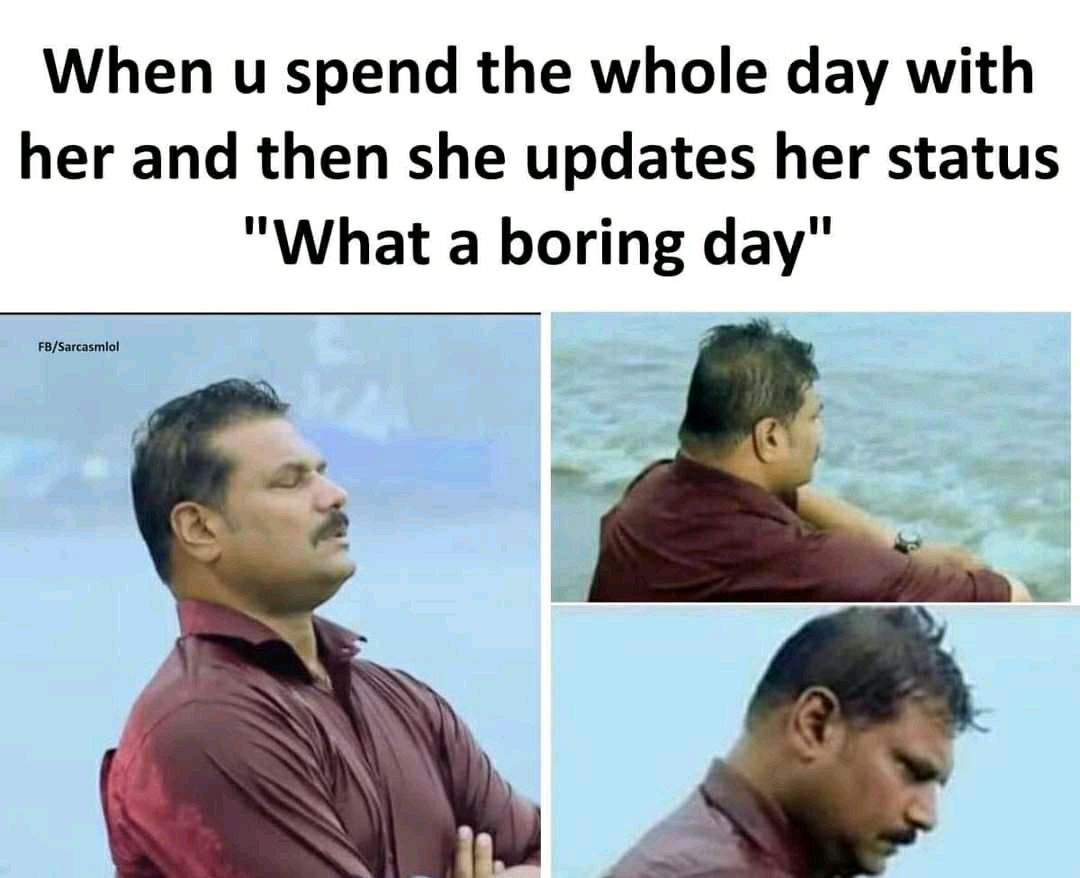 When u spend the whole day with
her and then she updates her status
"What a boring day"
FB/Sarcasmlol